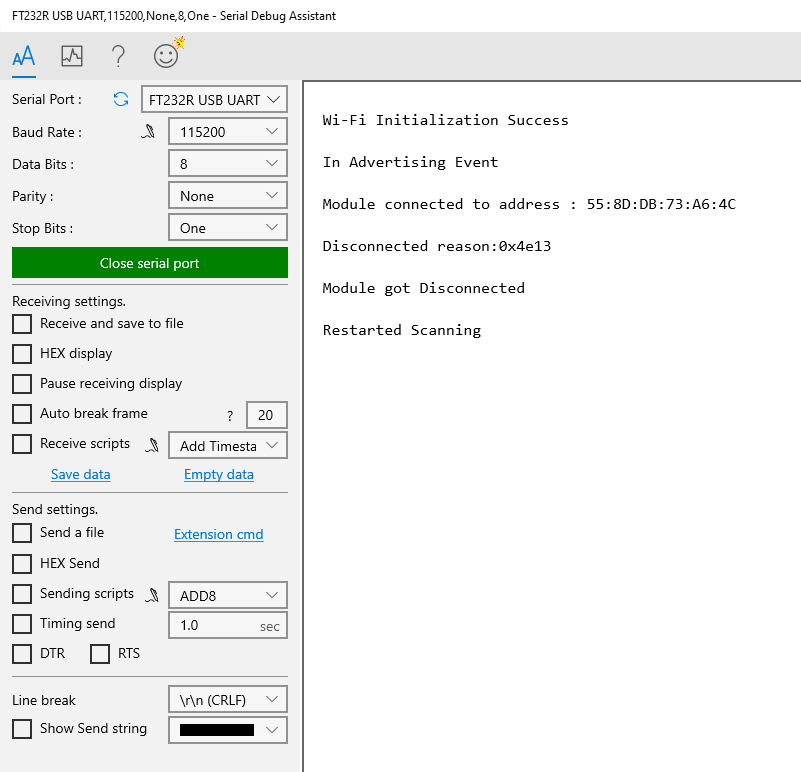 FT232R USB UART,115200,None,8,One - Serial Debug Assistant
Serial Port : FT232R USB UART
Baud Rate : 115200
Data Bits : 8
Parity : None
Stop Bits : One
Close serial port
Receiving settings.
Receive and save to file
HEX display
Pause receiving display
Auto break frame ? 20
Receive scripts Add Timesta
Save data Empty data
Send settings.
Send a file Extension cmd
HEX Send
Sending scripts ADD8
Timing send 1.0 sec
DTR RTS
Line break \r\n (CRLF)
Show Send string
Wi-Fi Initialization Success
In Advertising Event
Module connected to address : 55:8D:DB:73:A6:4C
Disconnected reason:0x4e13
Module got Disconnected
Restarted Scanning